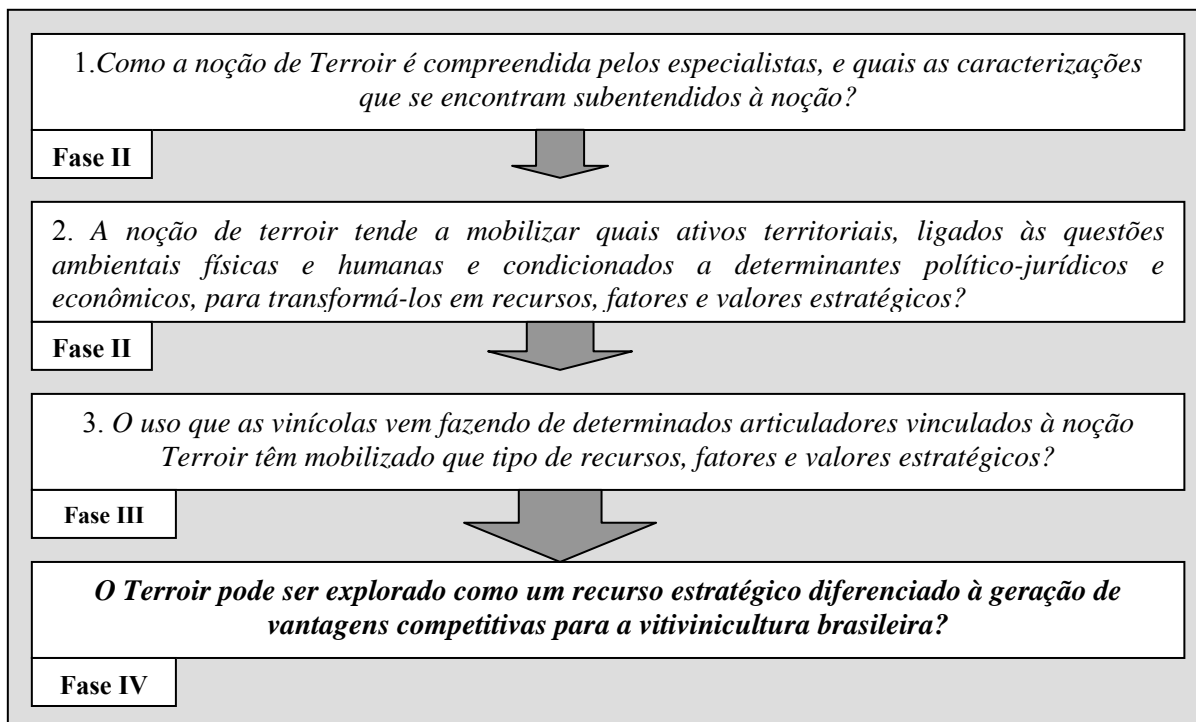 1.Como a noção de Terroir é compreendida pelos especialistas, e quais as caracterizações
que se encontram subentendidos à noção?
Fase II
2. A noção de terroir tende a mobilizar quais ativos territoriais, ligados às questões
ambientais físicas e humanas e condicionados a determinantes político-jurídicos e
econômicos, para transformá-los em recursos, fatores e valores estratégicos?
Fase II
3. O uso que as vinícolas vem fazendo de determinados articuladores vinculados à noção
Terroir têm mobilizado que tipo de recursos, fatores e valores estratégicos?
Fase III
O Terroir pode ser explorado como um recurso estratégico diferenciado à geração de
vantagens competitivas para a vitivinicultura brasileira?
Fase IV